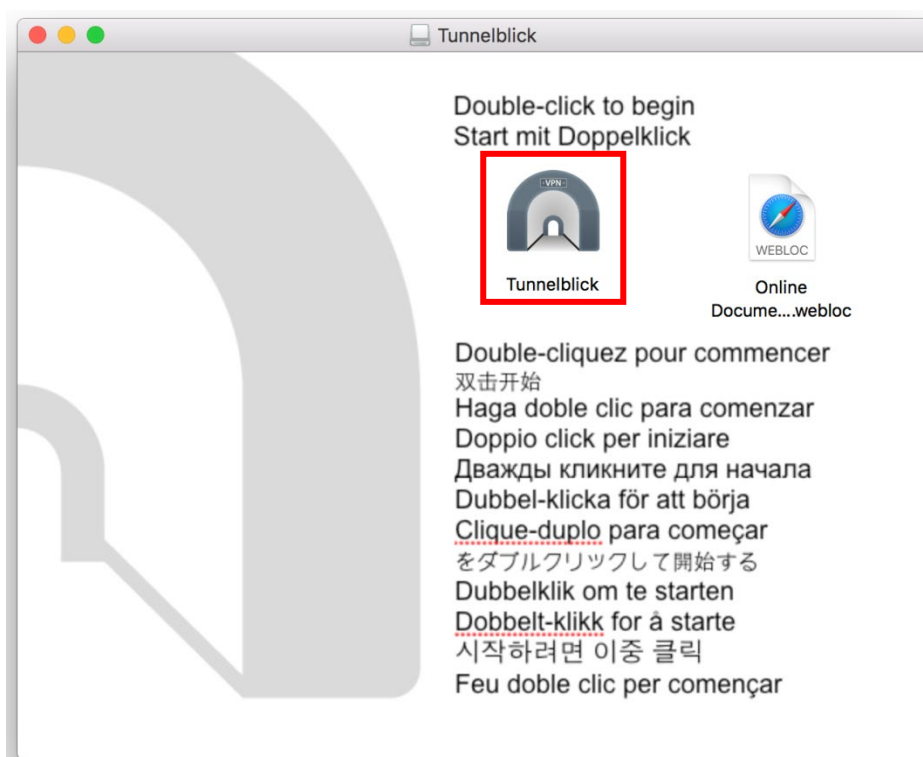 Tunnelblick
Double-click to begin
Start mit Doppelklick
VPN
WEBLOC
Tunnelblick
Online
Docume....webloc
Double-cliquez pour commencer
双击开始
Haga doble clic para comenzar
Doppio click per iniziare
Дважды кликните для начала
Dubbel-klicka för att börja
Clique-duplo para começar
をダブルクリックして開始する
Dubbelklik om te starten
Dobbelt-klikk for å starte
시작하려면 이중 클릭
Feu doble clic per començar